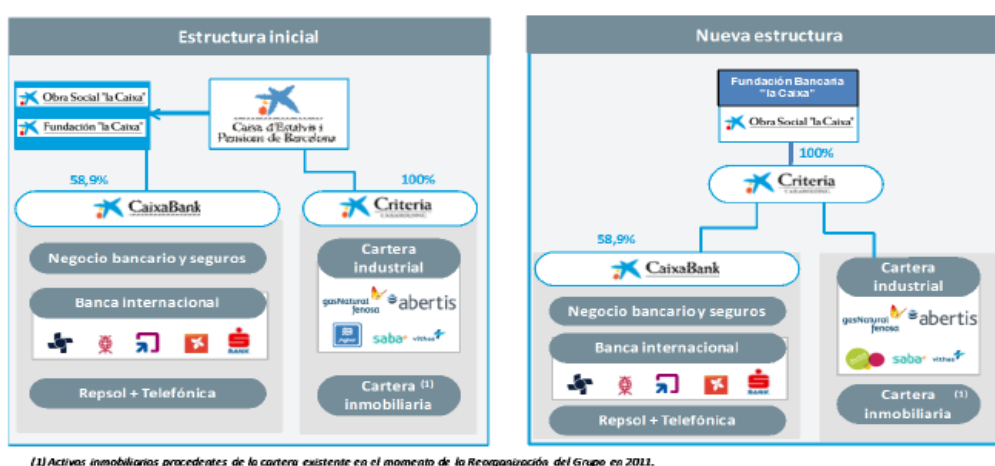 Estructura inicial
Obra Social "la Caixa"
Fundación "la Caixa"
Caixa d'Estalvis i
Pensions de Barcelona
58,9%
100%
CaixaBank
Criteria
Negocio bancario y seguros
Banca internacional
BANK
Repsol + Telefónica
Cartera
industrial
gasNatural
fenosa
abertis
saba
vithas
Cartera (1)
inmobiliaria
Nueva estructura
Fundación Bancaria
"la Caixa"
Obra Social "la Caixa"
100%
Criteria
58,9%
CaixaBank
Negocio bancario y seguros
Banca internacional
BANK
Repsol + Telefónica
Cartera
industrial
gasNatural
fenosa
abertis
saba
vithas
Cartera (1)
inmobiliaria
(1) Activos inmobiliarios procedentes de la cartera existente en el momento de la Reorganización del Grupo en 2011.